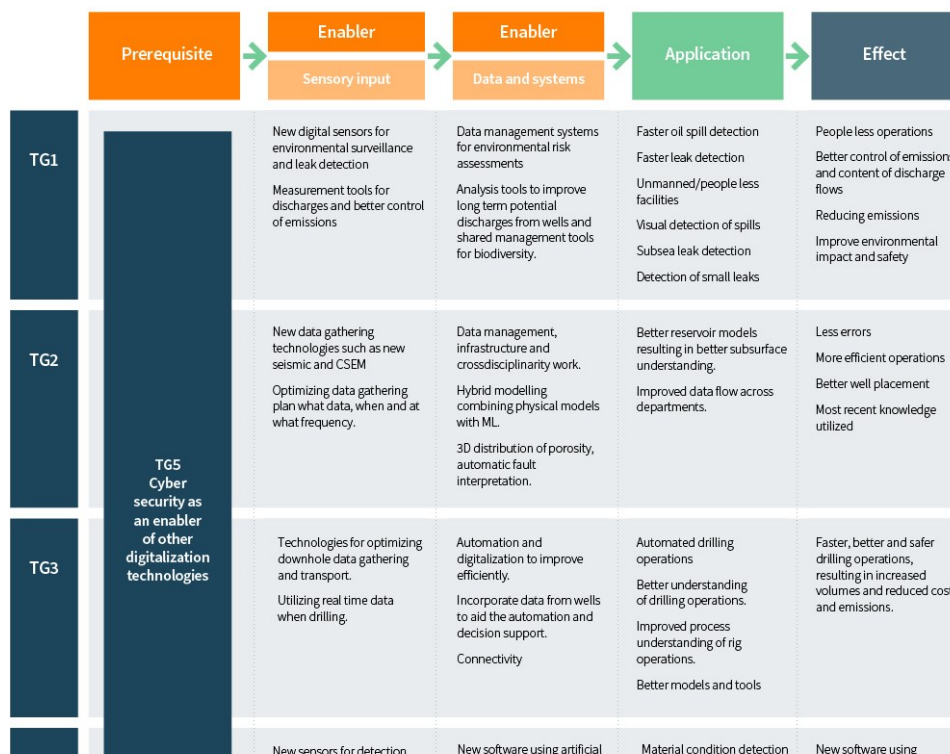 Prerequisite
Enabler
Sensory input
Enabler
Data and systems
Application
Effect
TG1
New digital sensors for
environmental surveillance
and leak detection
Measurement tools for
discharges and better control
of emissions
Data management systems
for environmental risk
assessments
Analysis tools to improve
long term potential
discharges from wells and
shared management tools
for biodiversity.
Faster oil spill detection
Faster leak detection
Unmanned/people less
facilities
Visual detection of spills
Subsea leak detection
Detection of small leaks
People less operations
Better control of emissions
and content of discharge
flows
Reducing emissions
Improve environmental
impact and safety
TG2
New data gathering
technologies such as new
seismic and CSEM
Optimizing data gathering
plan what data, when and at
what frequency.
Data management,
infrastructure and
crossdisciplinarity work.
Hybrid modelling
combining physical models
with ML.
3D distribution of porosity,
automatic fault
interpretation.
Better reservoir models
resulting in better subsurface
understanding.
Improved data flow across
departments.
Less errors
More efficient operations
Better well placement
Most recent knowledge
utilized
TG5
Cyber
security as
an enabler
of other
digitalization
technologies
TG3
Technologies for optimizing
downhole data gathering
and transport.
Utilizing real time data
when drilling.
Automation and
digitalization to improve
efficiently.
Incorporate data from wells
to aid the automation and
decision support.
Connectivity
Automated drilling
operations
Better understanding
of drilling operations.
Improved process
understanding of rig
operations.
Better models and tools
Faster, better and safer
drilling operations,
resulting in increased
volumes and reduced cost
and emissions.
New sensors for detection
New software using artificial
Material condition detection
New software using